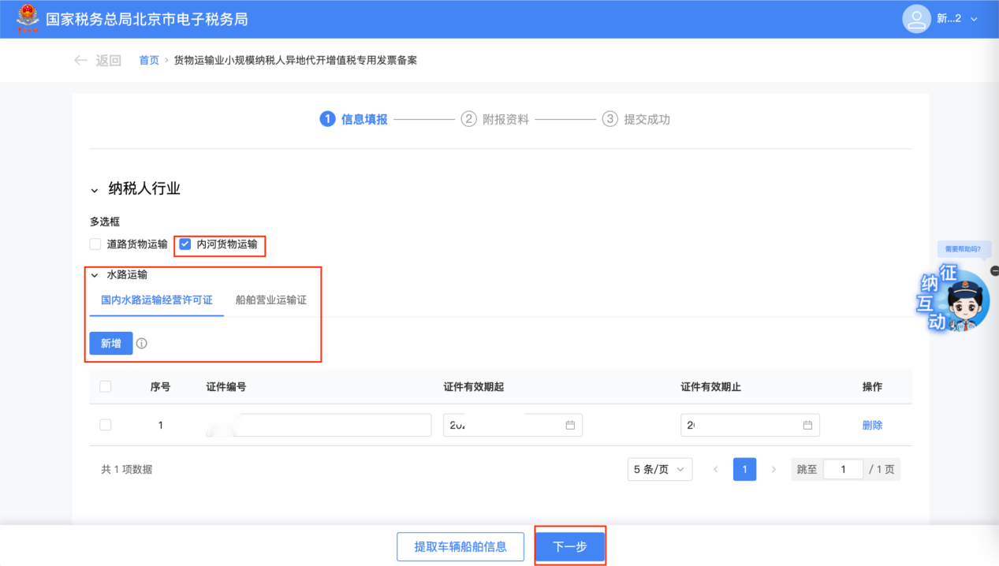 国家税务总局北京市电子税务局
新...2
返回 首页 > 货物运输业小规模纳税人异地代开增值税专用发票备案
1 信息填报 2 附报资料 3 提交成功
纳税人行业
多选框
道路货物运输 内河货物运输
水路运输
国内水路运输经营许可证 船舶营业运输证
新增
需要帮助吗?
征纳互动
序号 证件编号 证件有效期起 证件有效期止 操作
1 删除
共 1 项数据 5 条/页 < 1 > 跳至 1 / 1 页
提取车辆船舶信息 下一步